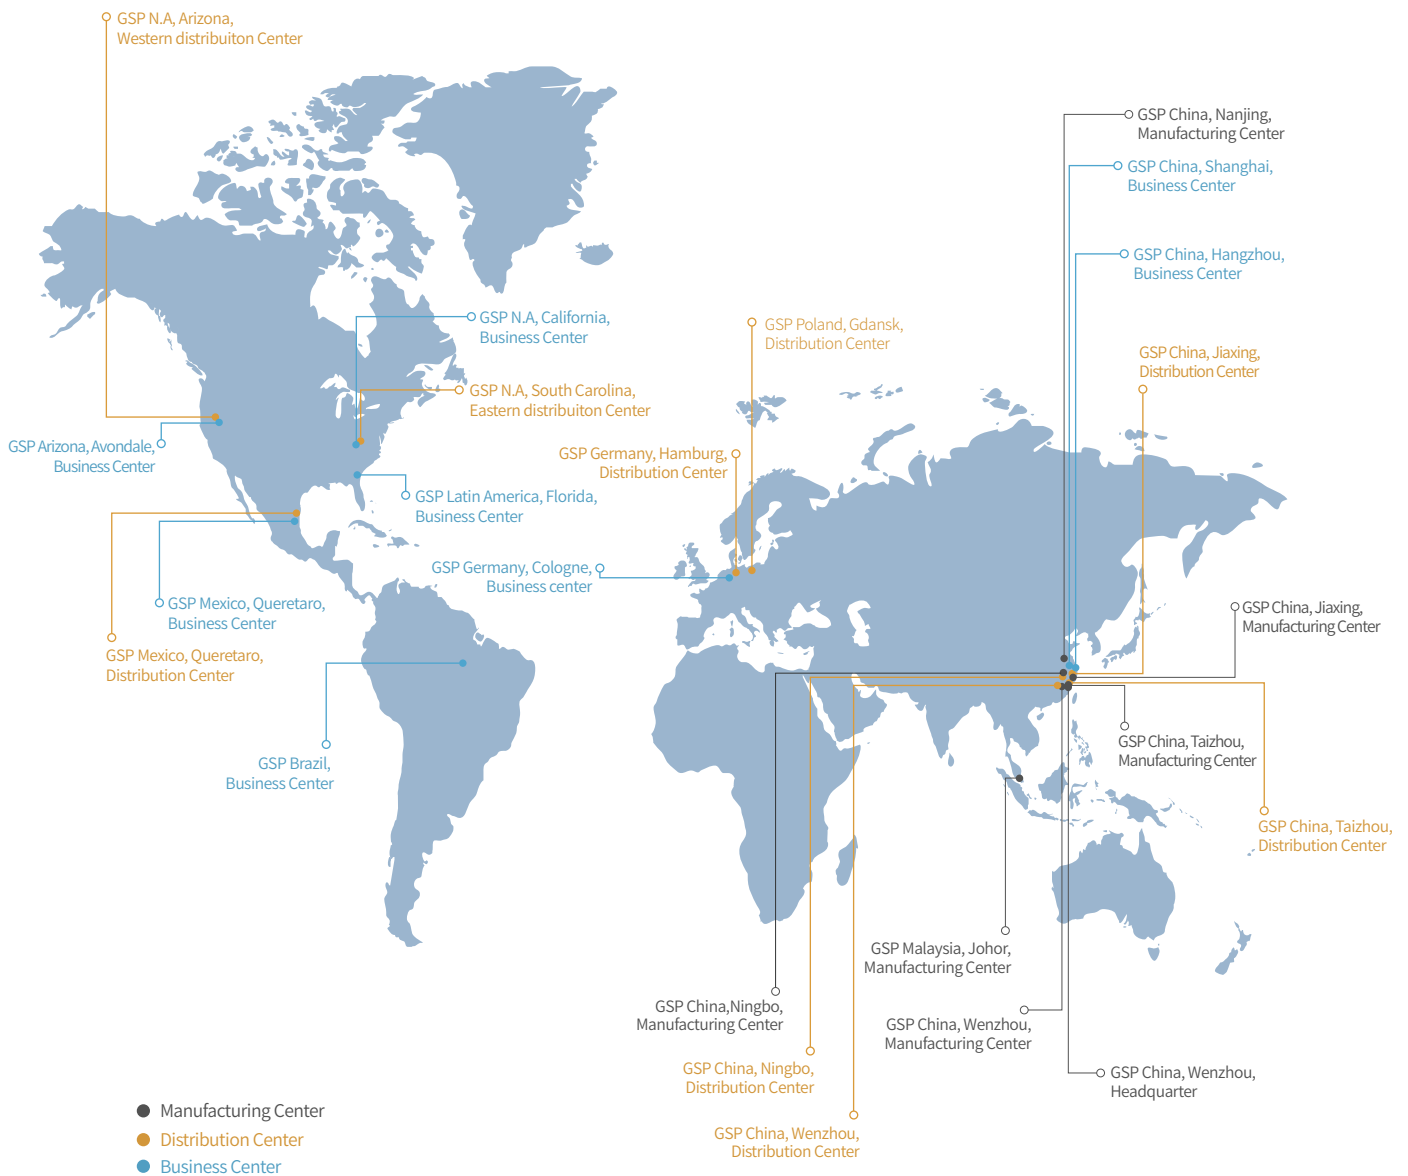 GSP N.A, Arizona,
Western distribuiton Center
GSP China, Nanjing,
Manufacturing Center
GSP China, Shanghai,
Business Center
GSP China, Hangzhou,
Business Center
GSP N.A, California,
Business Center
GSP Poland, Gdansk,
Distribution Center
GSP China, Jiaxing,
Distribution Center
GSP N.A, South Carolina,
Eastern distribuiton Center
GSP Arizona, Avondale,
Business Center
GSP Germany, Hamburg,
Distribution Center
GSP Latin America, Florida,
Business Center
GSP Germany, Cologne,
Business center
GSP Mexico, Queretaro,
Business Center
GSP China, Jiaxing,
Manufacturing Center
GSP Mexico, Queretaro,
Distribution Center
GSP China, Taizhou,
Manufacturing Center
GSP Brazil,
Business Center
GSP China, Taizhou,
Distribution Center
GSP Malaysia, Johor,
Manufacturing Center
GSP China,Ningbo,
Manufacturing Center
GSP China, Wenzhou,
Manufacturing Center
GSP China, Ningbo,
Distribution Center
GSP China, Wenzhou,
Headquarter
GSP China, Wenzhou,
Distribution Center
Manufacturing Center
Distribution Center
Business Center